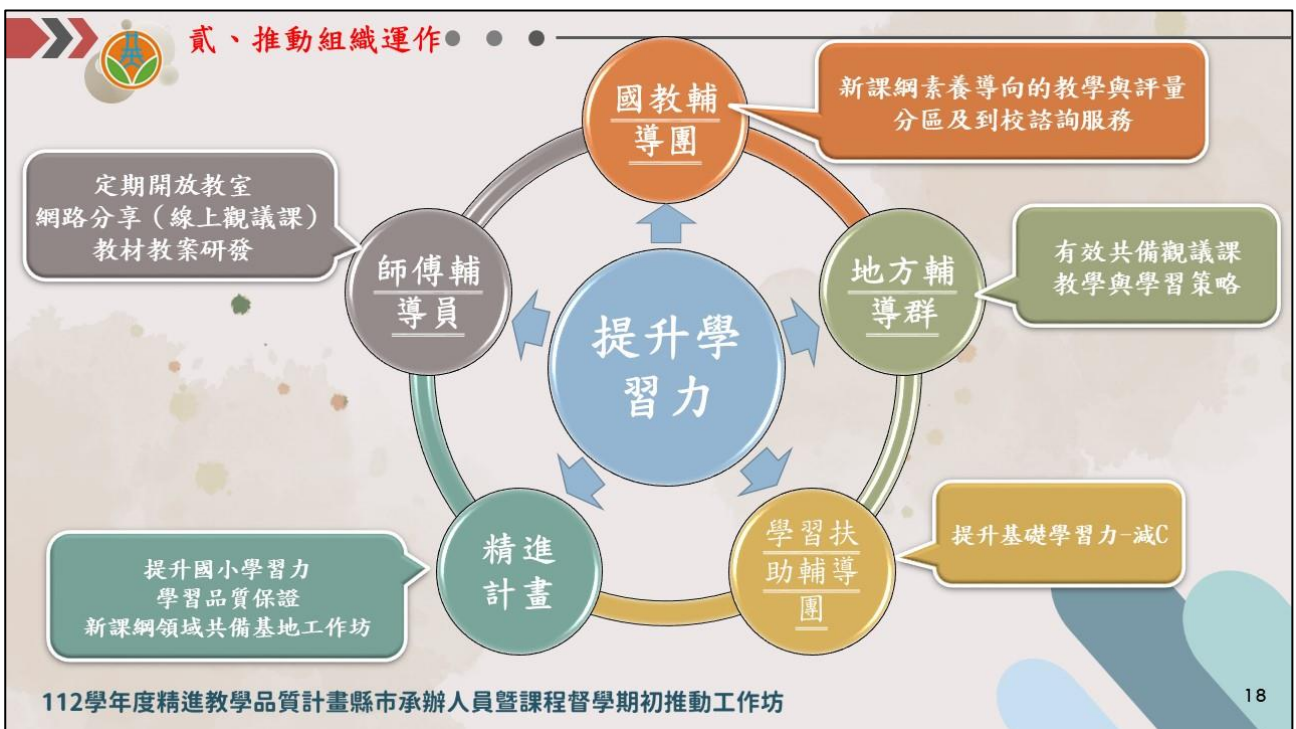 貳、推動組織運作
國教輔
導團
新課綱素養導向的教學與評量
分區及到校諮詢服務
定期開放教室
網路分享（線上觀議課）
教材教案研發
師傅輔
導員
地方輔
導群
有效共備觀議課
教學與學習策略
提升學
習力
精進
計畫
學習扶
助輔導
團
提升基礎學習力-減C
提升國小學習力
學習品質保證
新課綱領域共備基地工作坊
112學年度精進教學品質計畫縣市承辦人員暨課程督學期初推動工作坊
18